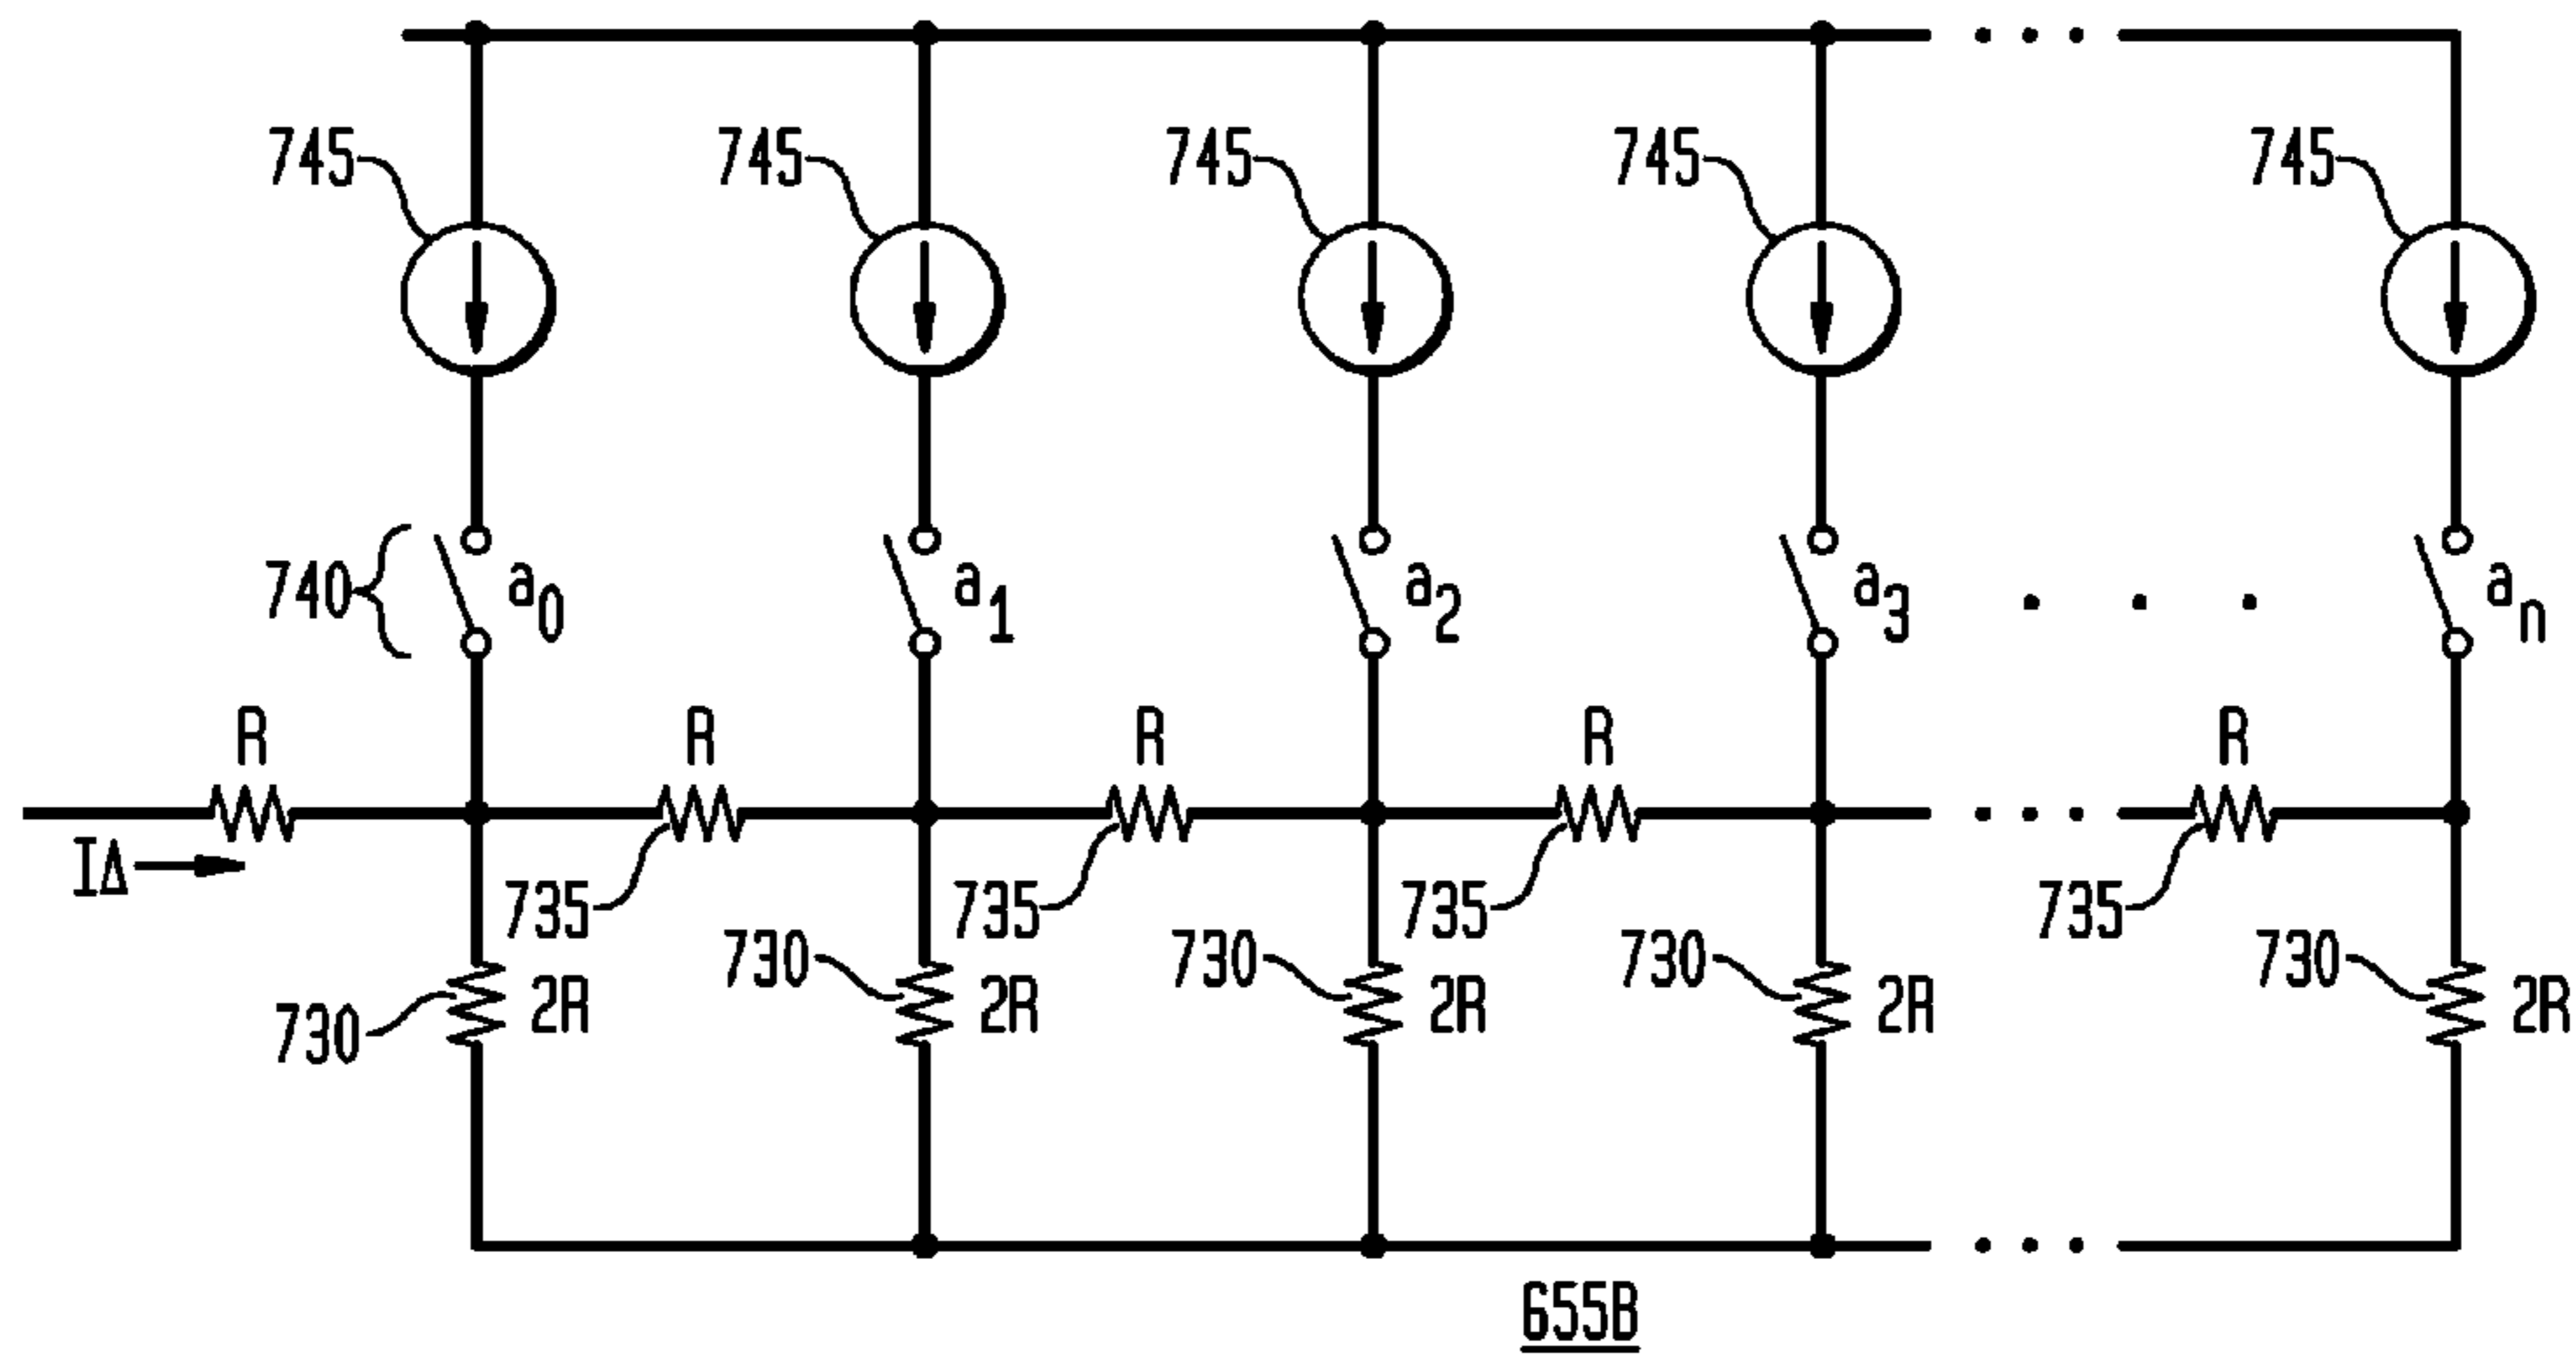 745 745 745 745 745
740 a0 a1 a2 a3 an
R R R R R
IΔ
735 735 735 735
730 730 730 730
730 2R 2R 2R 2R 2R
655B